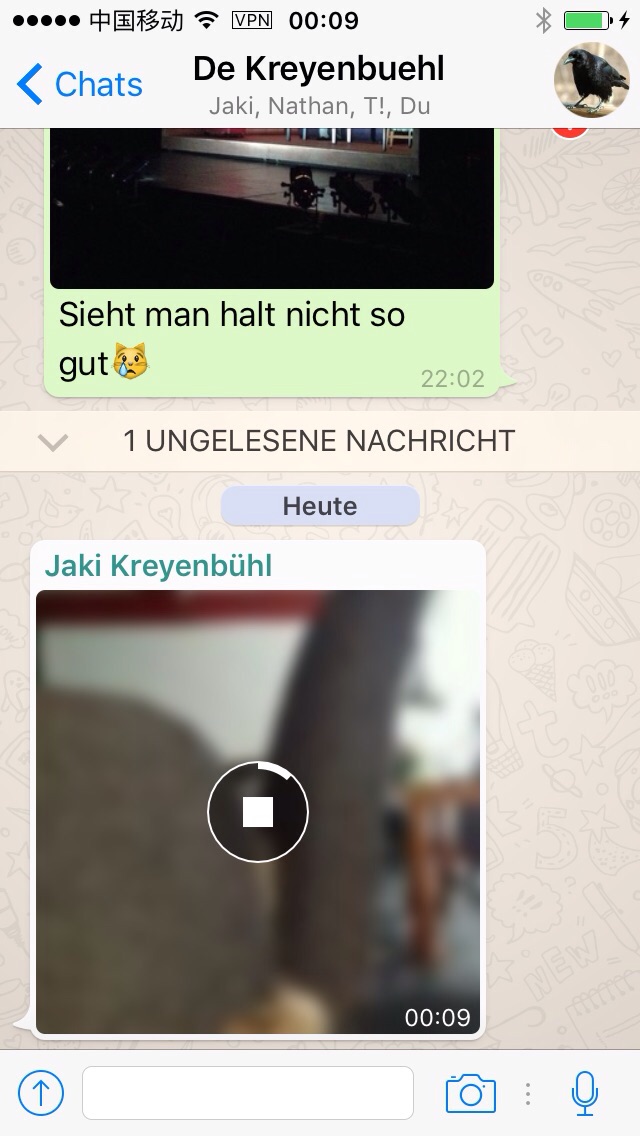 中国移动 VPN 00:09
Chats
De Kreyenbuehl
Jaki, Nathan, T!, Du
Sieht man halt nicht so
gut😿
22:02
1 UNGELESENE NACHRICHT
Heute
Jaki Kreyenbühl
00:09